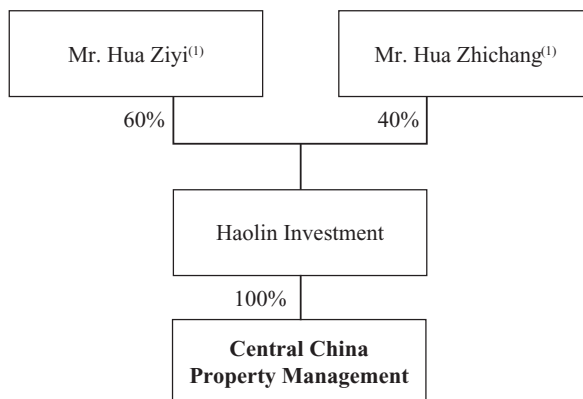 Mr. Hua Ziyi(1)
Mr. Hua Zhichang(1)
60%
40%
Haolin Investment
100%
Central China
Property Management